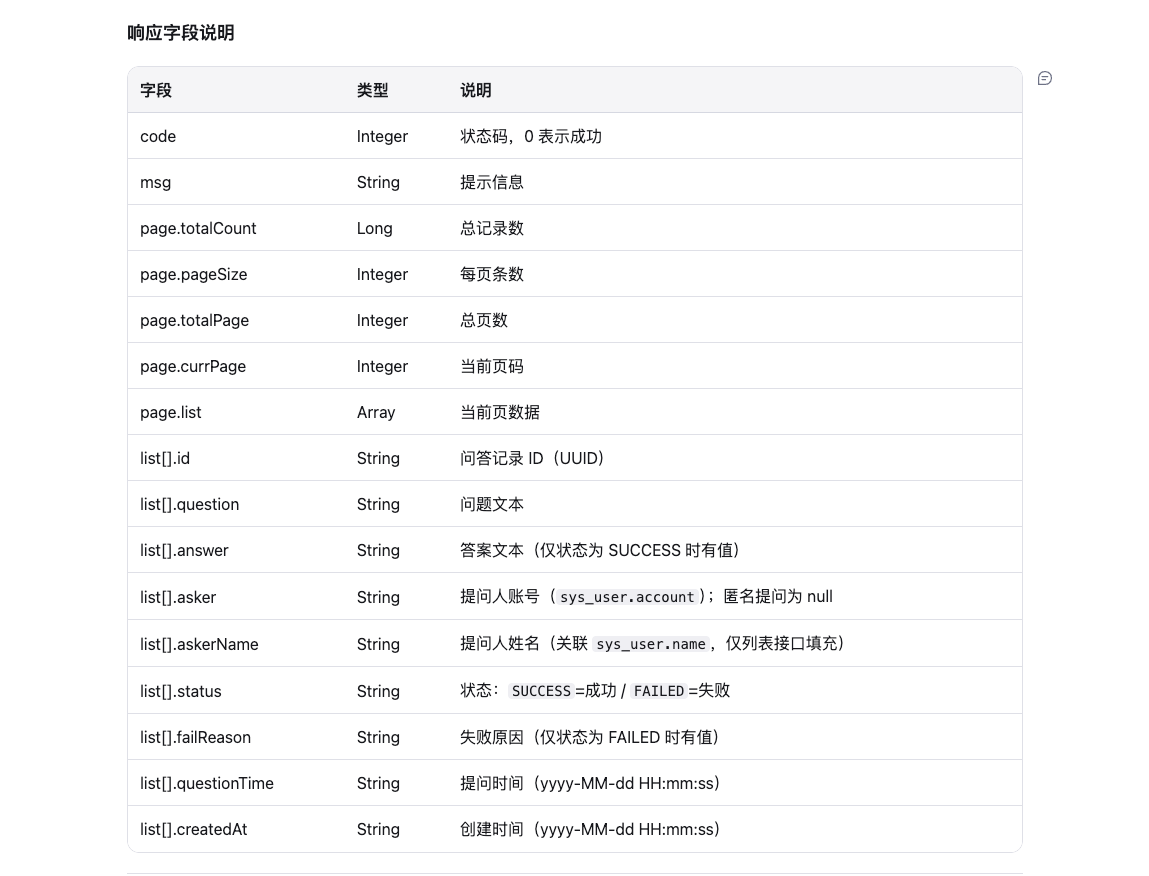 响应字段说明
字段 类型 说明
code Integer 状态码，0 表示成功
msg String 提示信息
page.totalCount Long 总记录数
page.pageSize Integer 每页条数
page.totalPage Integer 总页数
page.currPage Integer 当前页码
page.list Array 当前页数据
list[].id String 问答记录 ID（UUID）
list[].question String 问题文本
list[].answer String 答案文本（仅状态为 SUCCESS 时有值）
list[].asker String 提问人账号（sys_user.account）；匿名提问为 null
list[].askerName String 提问人姓名（关联 sys_user.name，仅列表接口填充）
list[].status String 状态：SUCCESS=成功 / FAILED=失败
list[].failReason String 失败原因（仅状态为 FAILED 时有值）
list[].questionTime String 提问时间（yyyy-MM-dd HH:mm:ss）
list[].createdAt String 创建时间（yyyy-MM-dd HH:mm:ss）